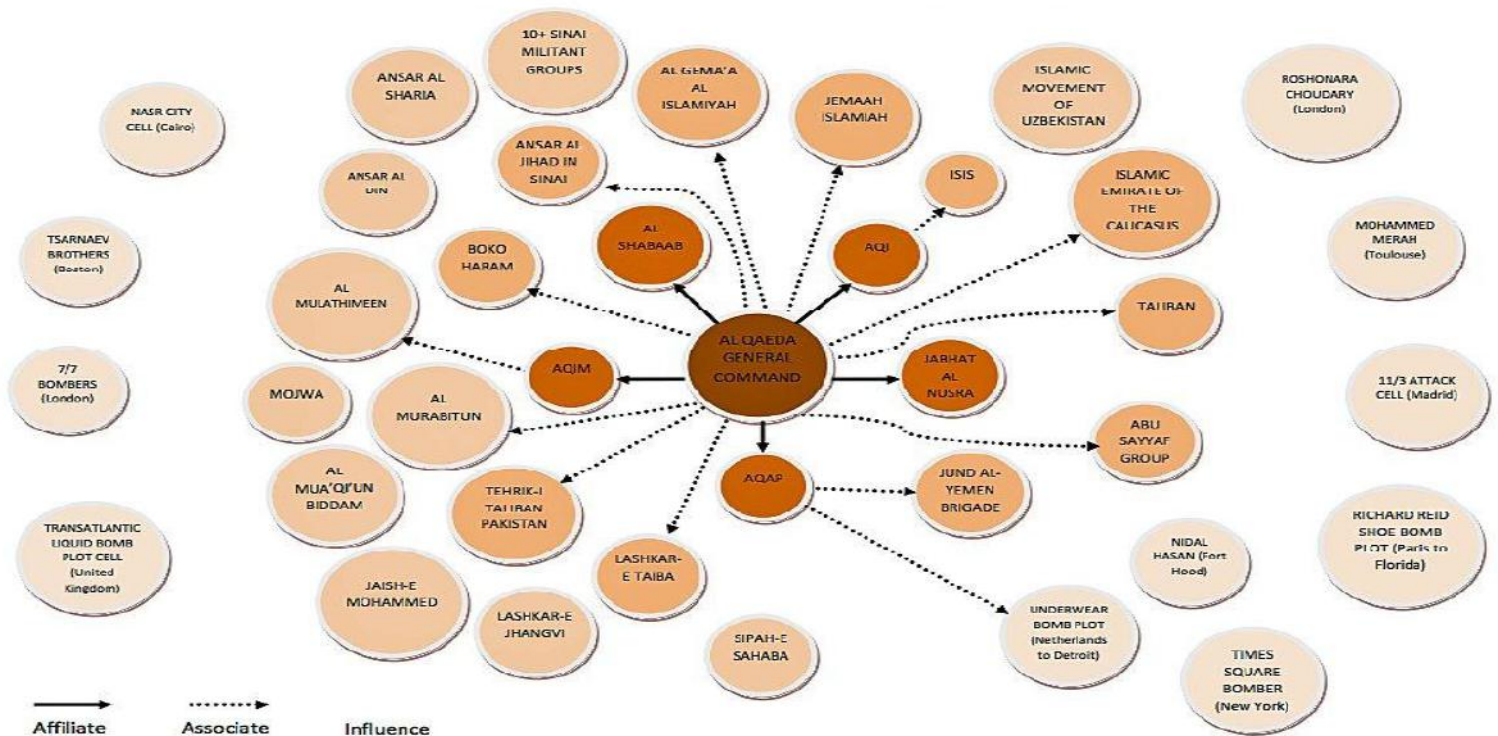 10+ SINAI
MILITANT
GROUPS
ANSAR AL
SHARIA
AL GEMA'A
AL
ISLAMIYAH
JEMAAH
ISLAMIAH
ISLAMIC
MOVEMENT
OF
UZBEKISTAN
ROSHONARA
CHOUDARY
(London)
NASR CITY
CELL (Cairo)
ANSAR AL
DIN
ANSAR AL
JIHAD IN
SINAI
ISIS
ISLAMIC
EMIRATE OF
THE
CAUCASUS
TSARNAEV
BROTHERS
(Boston)
BOKO
HARAM
AL
SHABAAB
AQI
MOHAMMED
MERAH
(Toulouse)
AL
MULATHIMEEN
TALIBAN
7/7
BOMBERS
(London)
MOJWA
AQIM
AL QAEDA
GENERAL
COMMAND
JABHAT
AL
NUSRA
11/3 ATTACK
CELL (Madrid)
AL
MURABITUN
ABU
SAYYAF
GROUP
AL
MUA'QI'UN
BIDDAM
TEHRIK-I
TALIBAN
PAKISTAN
AQAP
JUND AL-
YEMEN
BRIGADE
TRANSATLANTIC
LIQUID BOMB
PLOT CELL
(United
Kingdom)
LASHKAR-
E TAIBA
NIDAL
HASAN (Fort
Hood)
RICHARD REID
SHOE BOMB
PLOT (Paris to
Florida)
JAISH-E
MOHAMMED
LASHKAR-E
JHANGVI
SIPAH-E
SAHABA
UNDERWEAR
BOMB PLOT
(Netherlands
to Detroit)
TIMES
SQUARE
BOMBER
(New York)
Affiliate
Associate
Influence